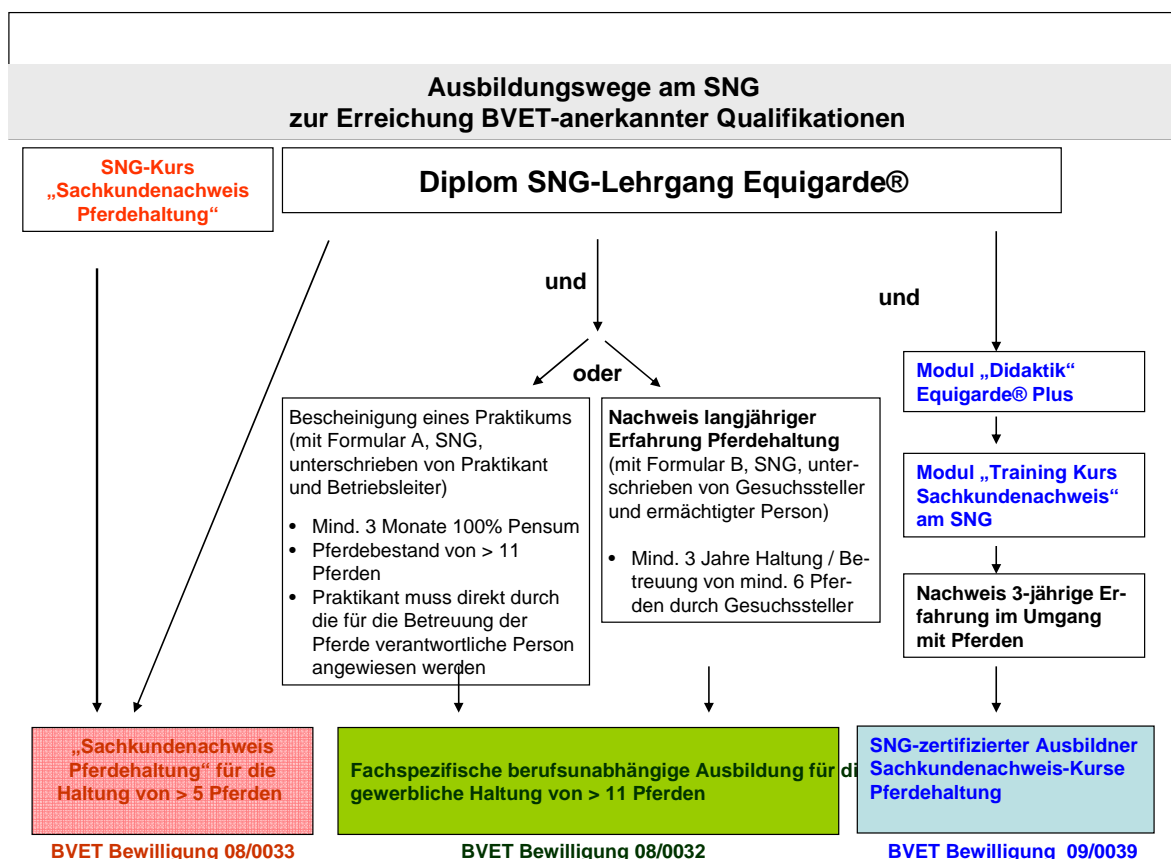 Ausbildungswege am SNG
zur Erreichung BVET-anerkannter Qualifikationen
SNG-Kurs
„Sachkundenachweis
Pferdehaltung“
Diplom SNG-Lehrgang Equigarde®
und
und
oder
Bescheinigung eines Praktikums
(mit Formular A, SNG,
unterschrieben von Praktikant
und Betriebsleiter)
• Mind. 3 Monate 100% Pensum
• Pferdebestand von > 11
Pferden
• Praktikant muss direkt durch
die für die Betreuung der
Pferde verantwortliche Person
angewiesen werden
Nachweis langjähriger
Erfahrung Pferdehaltung
(mit Formular B, SNG, unter-
schrieben von Gesuchssteller
und ermächtigter Person)
• Mind. 3 Jahre Haltung / Be-
treuung von mind. 6 Pfer-
den durch Gesuchssteller
Modul „Didaktik“
Equigarde® Plus
Modul „Training Kurs
Sachkundenachweis“
am SNG
Nachweis 3-jährige Er-
fahrung im Umgang
mit Pferden
„Sachkundenachweis
Pferdehaltung“ für die
Haltung von > 5 Pferden
Fachspezifische berufsunabhängige Ausbildung für di
gewerbliche Haltung von > 11 Pferden
SNG-zertifizierter Ausbildner
Sachkundenachweis-Kurse
Pferdehaltung
BVET Bewilligung 08/0033
BVET Bewilligung 08/0032
BVET Bewilligung 09/0039